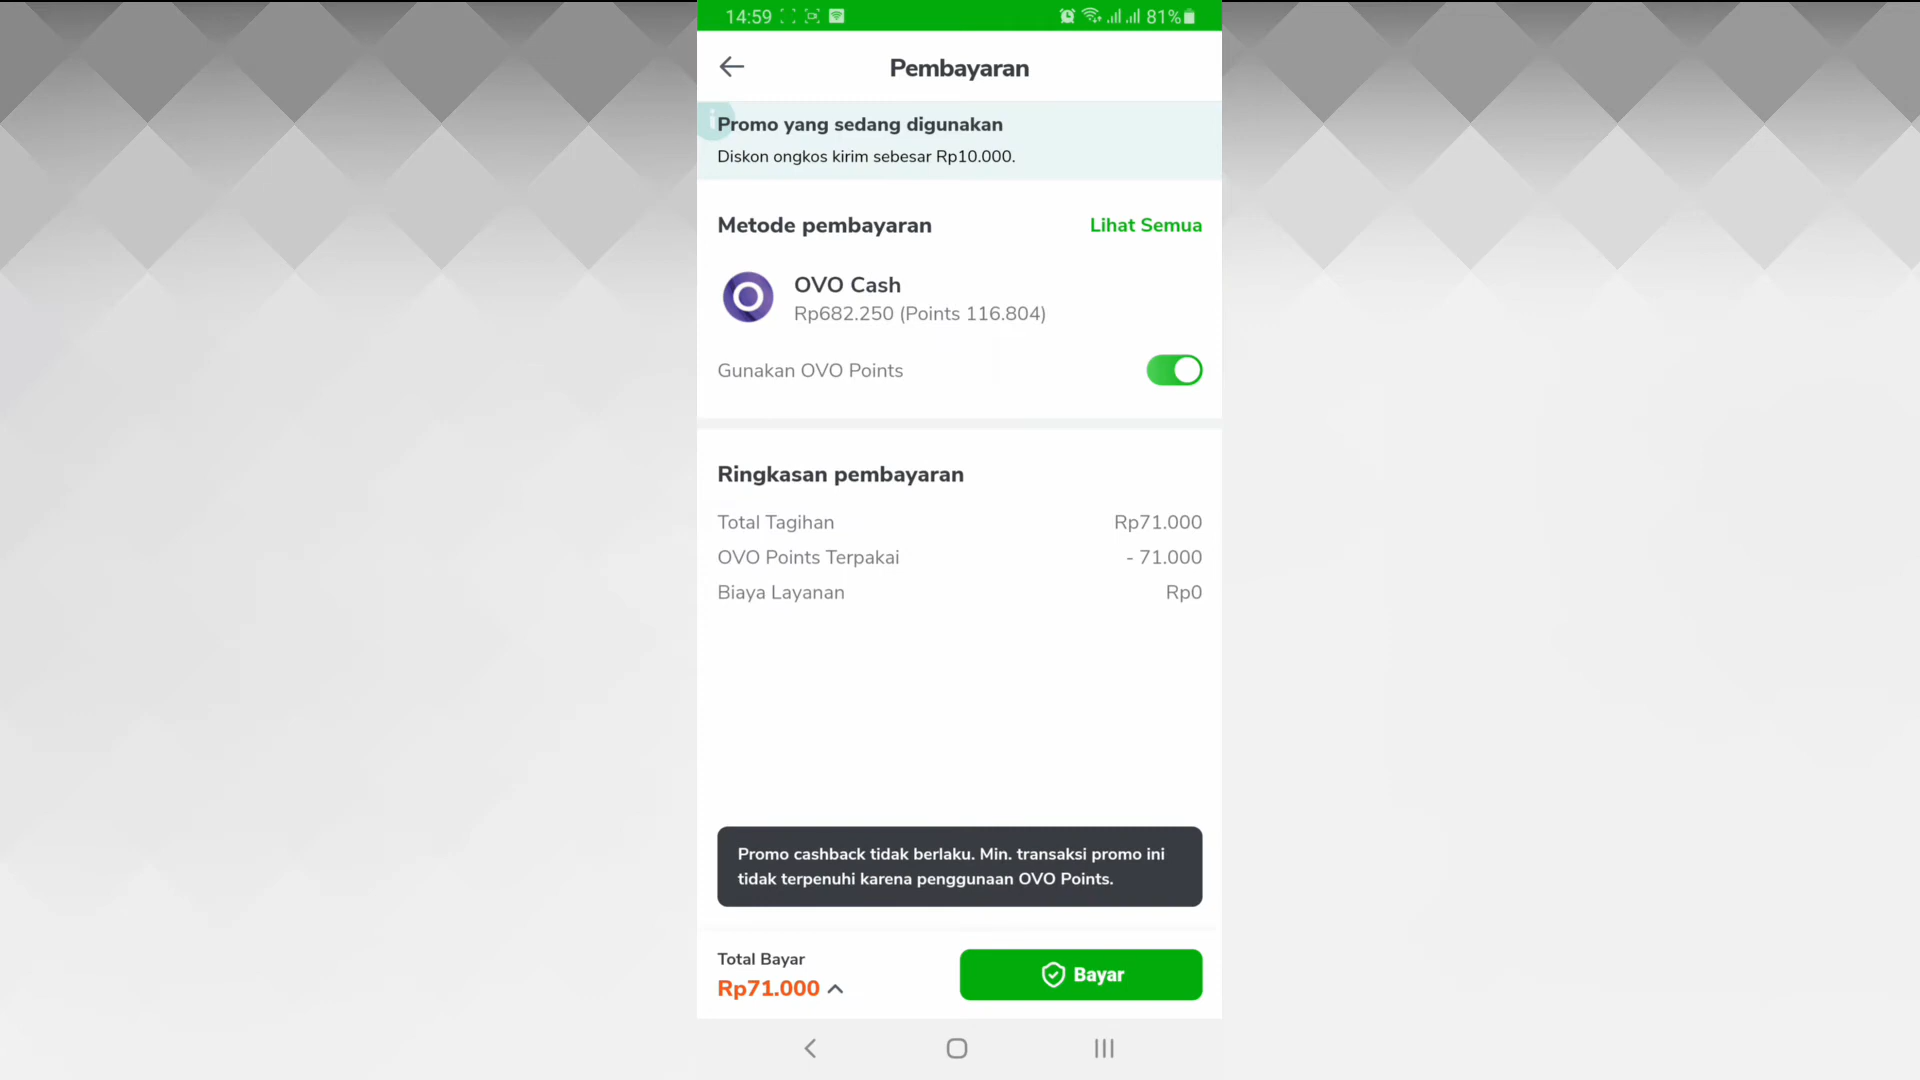 14:59
81%
Pembayaran
Promo yang sedang digunakan
Diskon ongkos kirim sebesar Rp10.000.
Metode pembayaran
Lihat Semua
OVO Cash
Rp682.250 (Points 116.804)
Gunakan OVO Points
Ringkasan pembayaran
Total Tagihan Rp71.000
OVO Points Terpakai - 71.000
Biaya Layanan Rp0
Promo cashback tidak berlaku. Min. transaksi promo ini
tidak terpenuhi karena penggunaan OVO Points.
Total Bayar
Rp71.000
Bayar